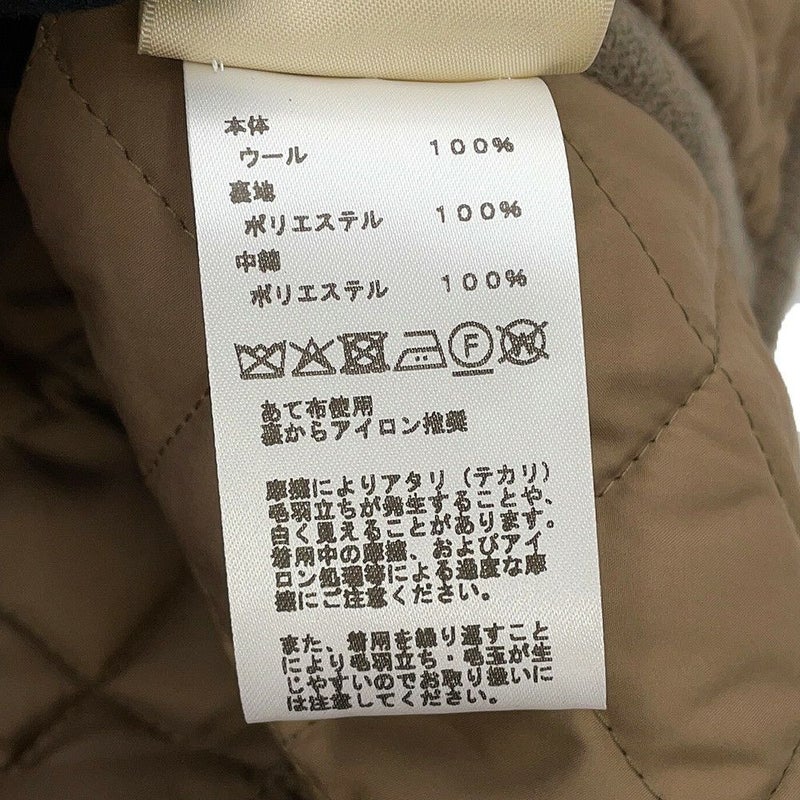 本体
ウール 100%
裏地
ポリエステル 100%
中綿
ポリエステル 100%
F
W
あて布使用
裏からアイロン推奨
摩擦によりアタリ(テカリ)
毛羽立ちが発生することや、
白く見えることがあります。
着用中の摩擦、およびアイ
ロン処理等による過度な摩
擦にご注意ください。
また、着用を繰り返すこと
により毛羽立ち・毛玉が生
じやすいのでお取り扱いに
は注意してください。